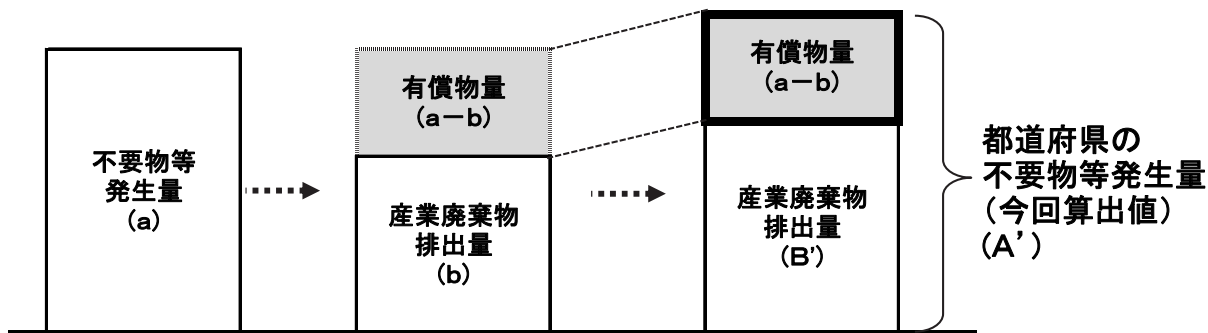 不要物等
発生量
(a)
有償物量
(a－b)
産業廃棄物
排出量
(b)
有償物量
(a－b)
産業廃棄物
排出量
(B')
都道府県の
不要物等発生量
（今回算出値）
(A’)